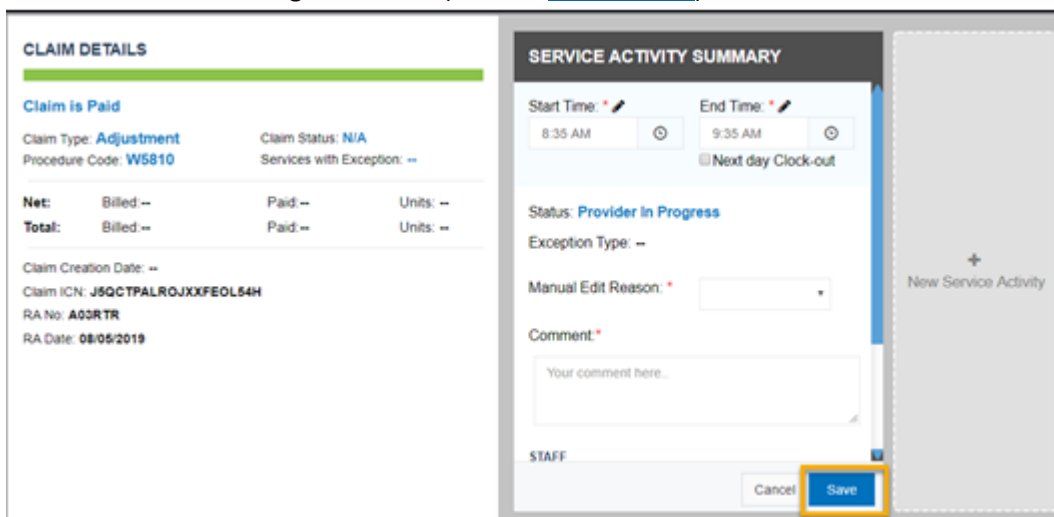 CLAIM DETAILS
Claim is Paid
Claim Type: Adjustment Claim Status: N/A
Procedure Code: W5810 Services with Exception: --
Net: Billed:-- Paid:-- Units: --
Total: Billed:-- Paid:-- Units: --
Claim Creation Date: --
Claim ICN: J5QCTPALROJXXFEOL54H
RA No: A03RTR
RA Date: 08/05/2019
SERVICE ACTIVITY SUMMARY
Start Time: * End Time: *
8:35 AM 9:35 AM
Next day Clock-out
Status: Provider In Progress
Exception Type: --
Manual Edit Reason: *
Comment:*
Your comment here..
STAFF
Cancel Save
+
New Service Activity